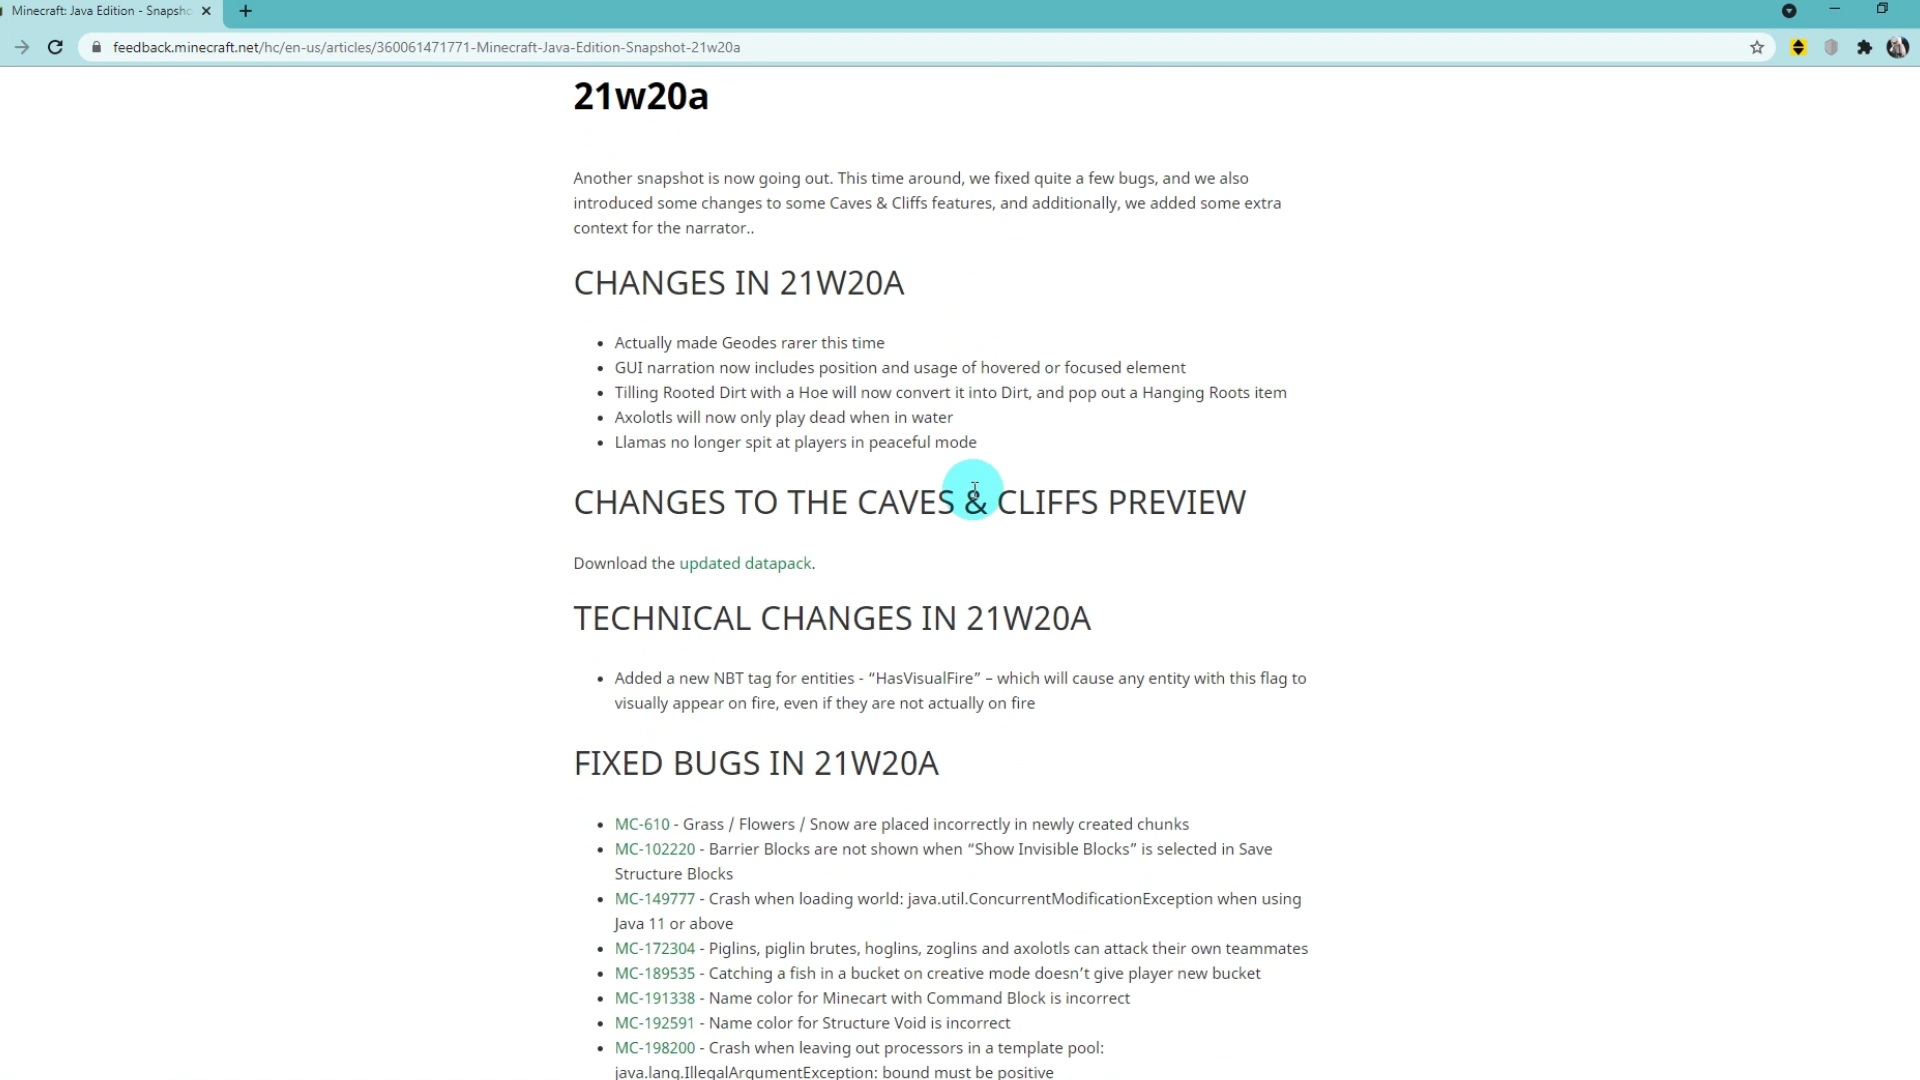 Minecraft: Java Edition - Snapsh
feedback.minecraft.net/hc/en-us/articles/360061471771-Minecraft-Java-Edition-Snapshot-21w20a
21w20a
Another snapshot is now going out. This time around, we fixed quite a few bugs, and we also
introduced some changes to some Caves & Cliffs features, and additionally, we added some extra
context for the narrator..
CHANGES IN 21W20A
• Actually made Geodes rarer this time
• GUI narration now includes position and usage of hovered or focused element
• Tilling Rooted Dirt with a Hoe will now convert it into Dirt, and pop out a Hanging Roots item
• Axolotls will now only play dead when in water
• Llamas no longer spit at players in peaceful mode
CHANGES TO THE CAVES & CLIFFS PREVIEW
Download the updated datapack.
TECHNICAL CHANGES IN 21W20A
• Added a new NBT tag for entities - “HasVisualFire” – which will cause any entity with this flag to
visually appear on fire, even if they are not actually on fire
FIXED BUGS IN 21W20A
• MC-610 - Grass / Flowers / Snow are placed incorrectly in newly created chunks
• MC-102220 - Barrier Blocks are not shown when “Show Invisible Blocks” is selected in Save
Structure Blocks
• MC-149777 - Crash when loading world: java.util.ConcurrentModificationException when using
Java 11 or above
• MC-172304 - Piglins, piglin brutes, hoglins, zoglins and axolotls can attack their own teammates
• MC-189535 - Catching a fish in a bucket on creative mode doesn’t give player new bucket
• MC-191338 - Name color for Minecart with Command Block is incorrect
• MC-192591 - Name color for Structure Void is incorrect
• MC-198200 - Crash when leaving out processors in a template pool:
java.lang.IllegalArgumentException: bound must be positive